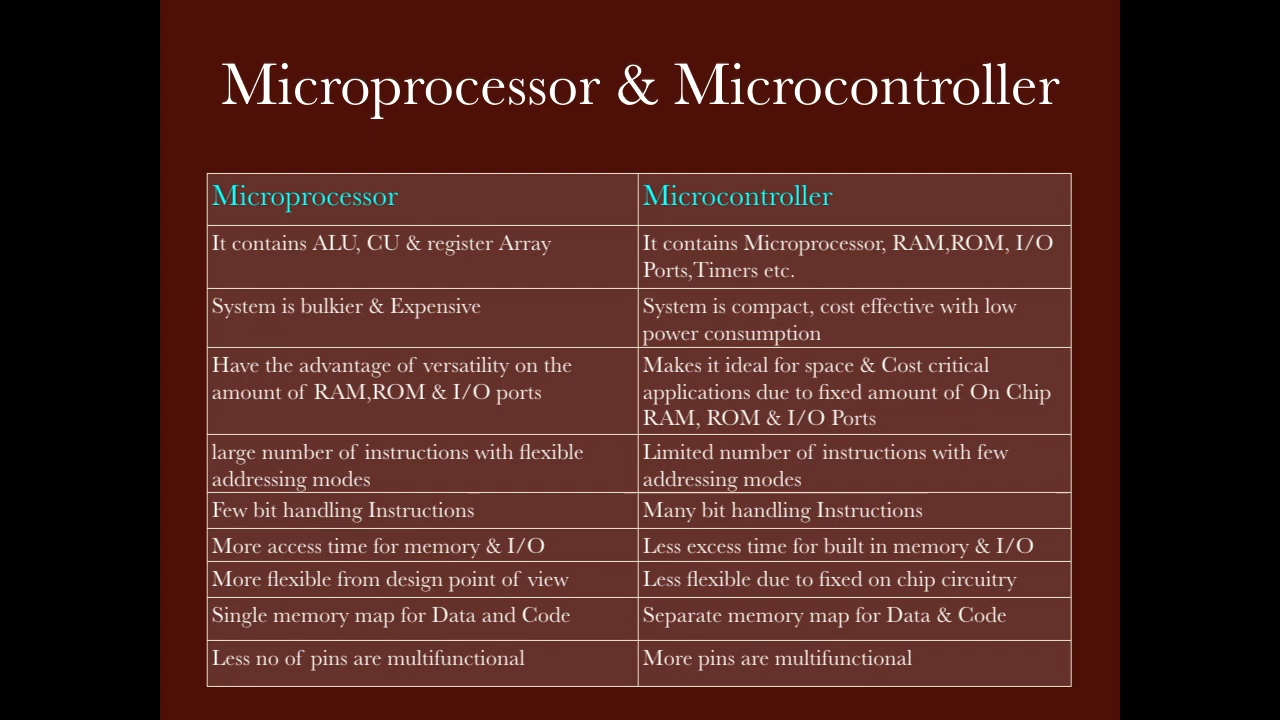 Microprocessor & Microcontroller
Microprocessor
Microcontroller
It contains ALU, CU & register Array
It contains Microprocessor, RAM,ROM, I/O
Ports,Timers etc.
System is bulkier & Expensive
System is compact, cost effective with low
power consumption
Have the advantage of versatility on the
amount of RAM,ROM & I/O ports
Makes it ideal for space & Cost critical
applications due to fixed amount of On Chip
RAM, ROM & I/O Ports
large number of instructions with flexible
addressing modes
Limited number of instructions with few
addressing modes
Few bit handling Instructions
Many bit handling Instructions
More access time for memory & I/O
Less excess time for built in memory & I/O
More flexible from design point of view
Less flexible due to fixed on chip circuitry
Single memory map for Data and Code
Separate memory map for Data & Code
Less no of pins are multifunctional
More pins are multifunctional